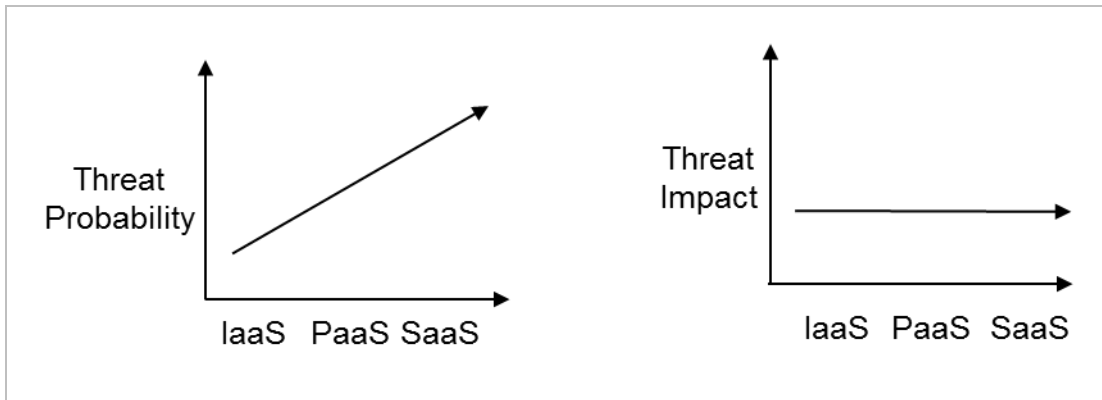 Threat
Probability
IaaS PaaS SaaS
Threat
Impact
IaaS PaaS SaaS